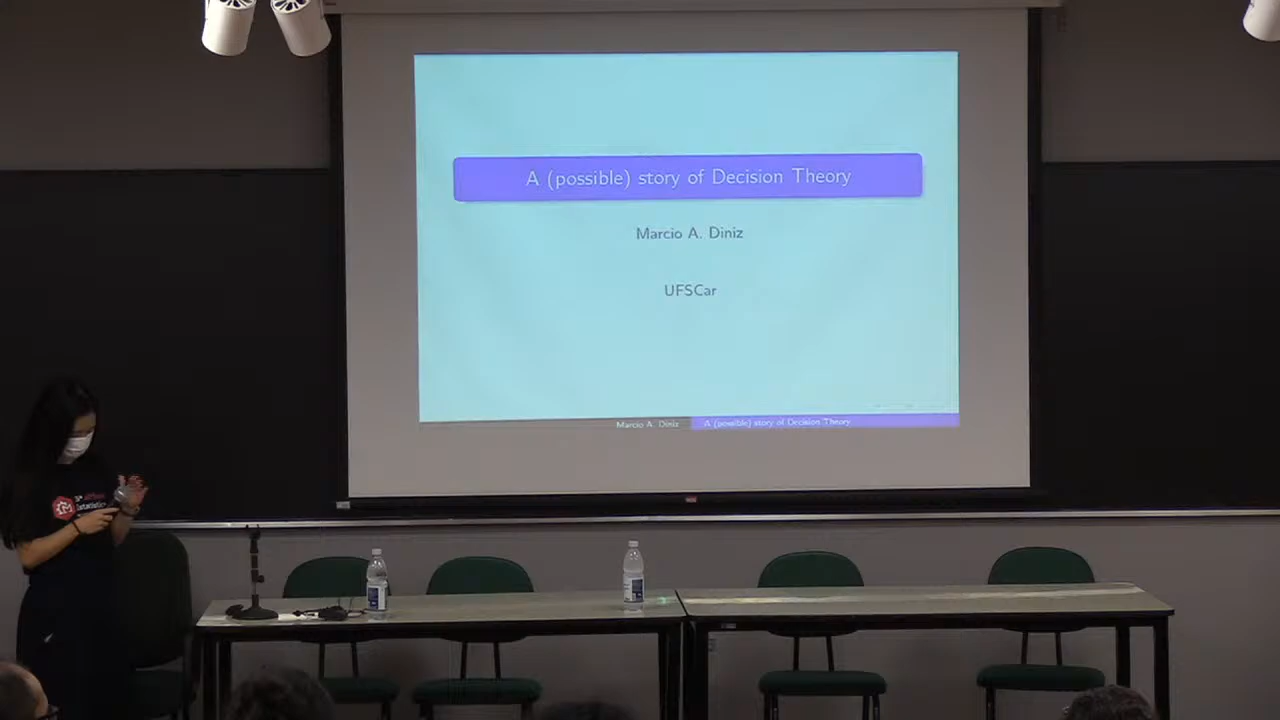 A (possible) story of Decision Theory
Marcio A. Diniz
UFSCar
Marcio A. Diniz
A (possible) story of Decision Theory